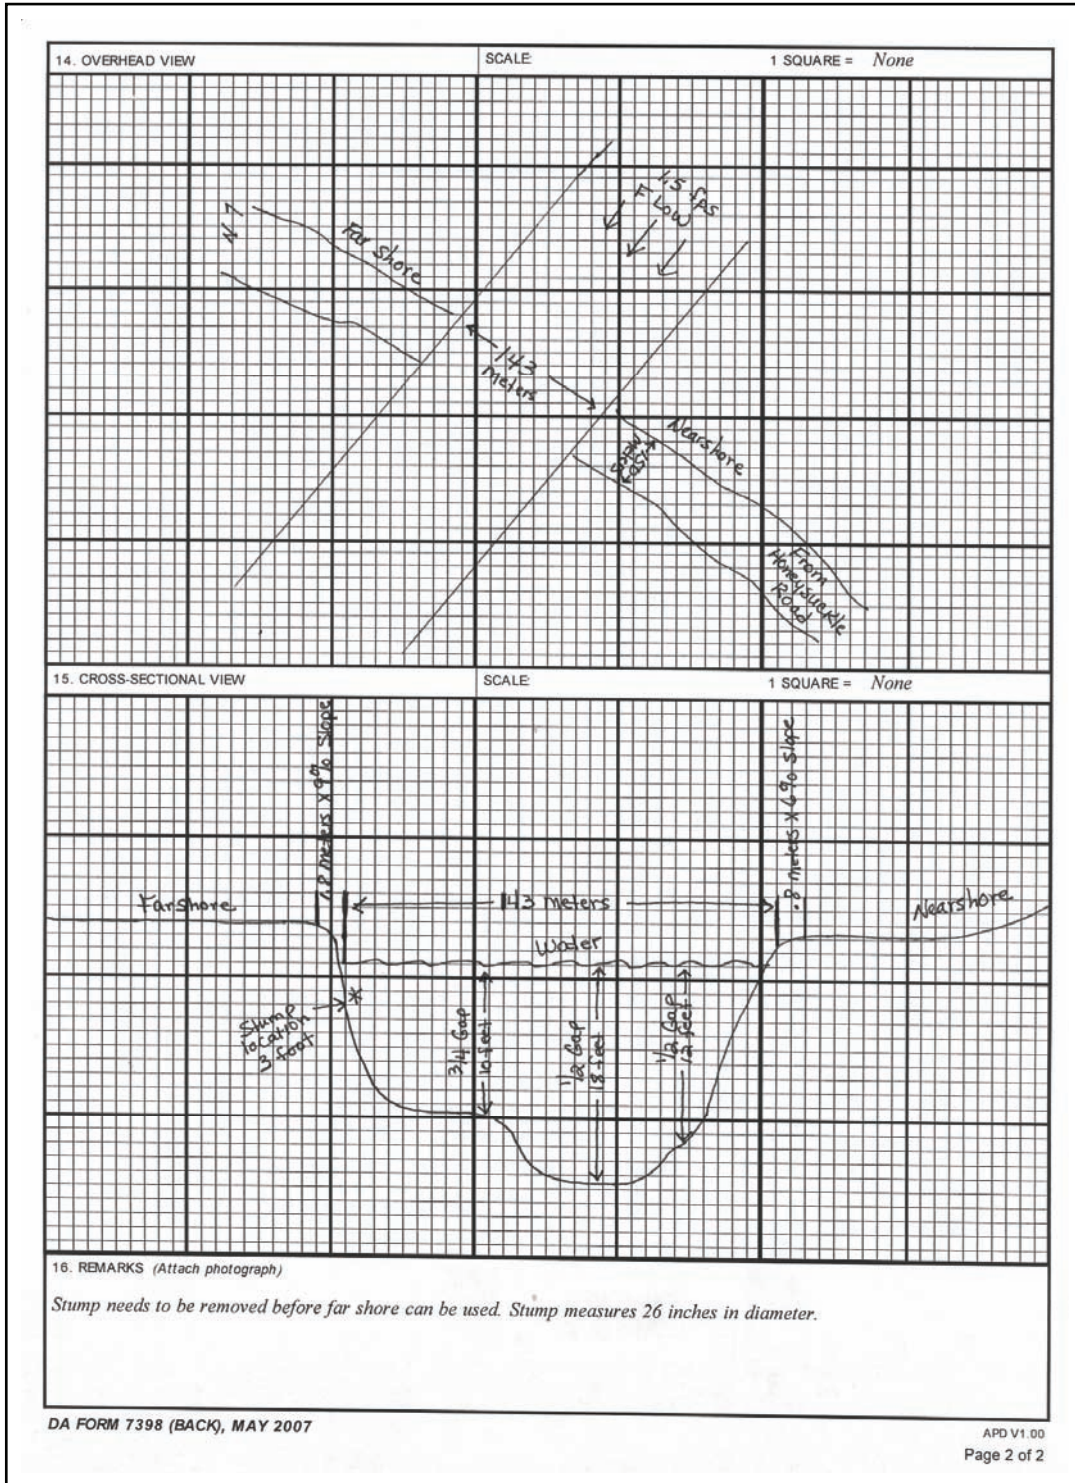 14. OVERHEAD VIEW
SCALE:
1 SQUARE = None
1.5 fps
FLOW
N
Far Shore
143
meters
Nearshore
From
Honeysuckle
Road
15. CROSS-SECTIONAL VIEW
SCALE:
1 SQUARE = None
1.8 meters x 9% Slope
.8 meters x 6% Slope
Farshore
143 meters
Nearshore
Water
Stump
location
3 foot
3/4 Gap
10 feet
1/2 Gap
18 feet
1/2 Gap
12 feet
16. REMARKS (Attach photograph)
Stump needs to be removed before far shore can be used. Stump measures 26 inches in diameter.
DA FORM 7398 (BACK), MAY 2007
APD V1.00
Page 2 of 2